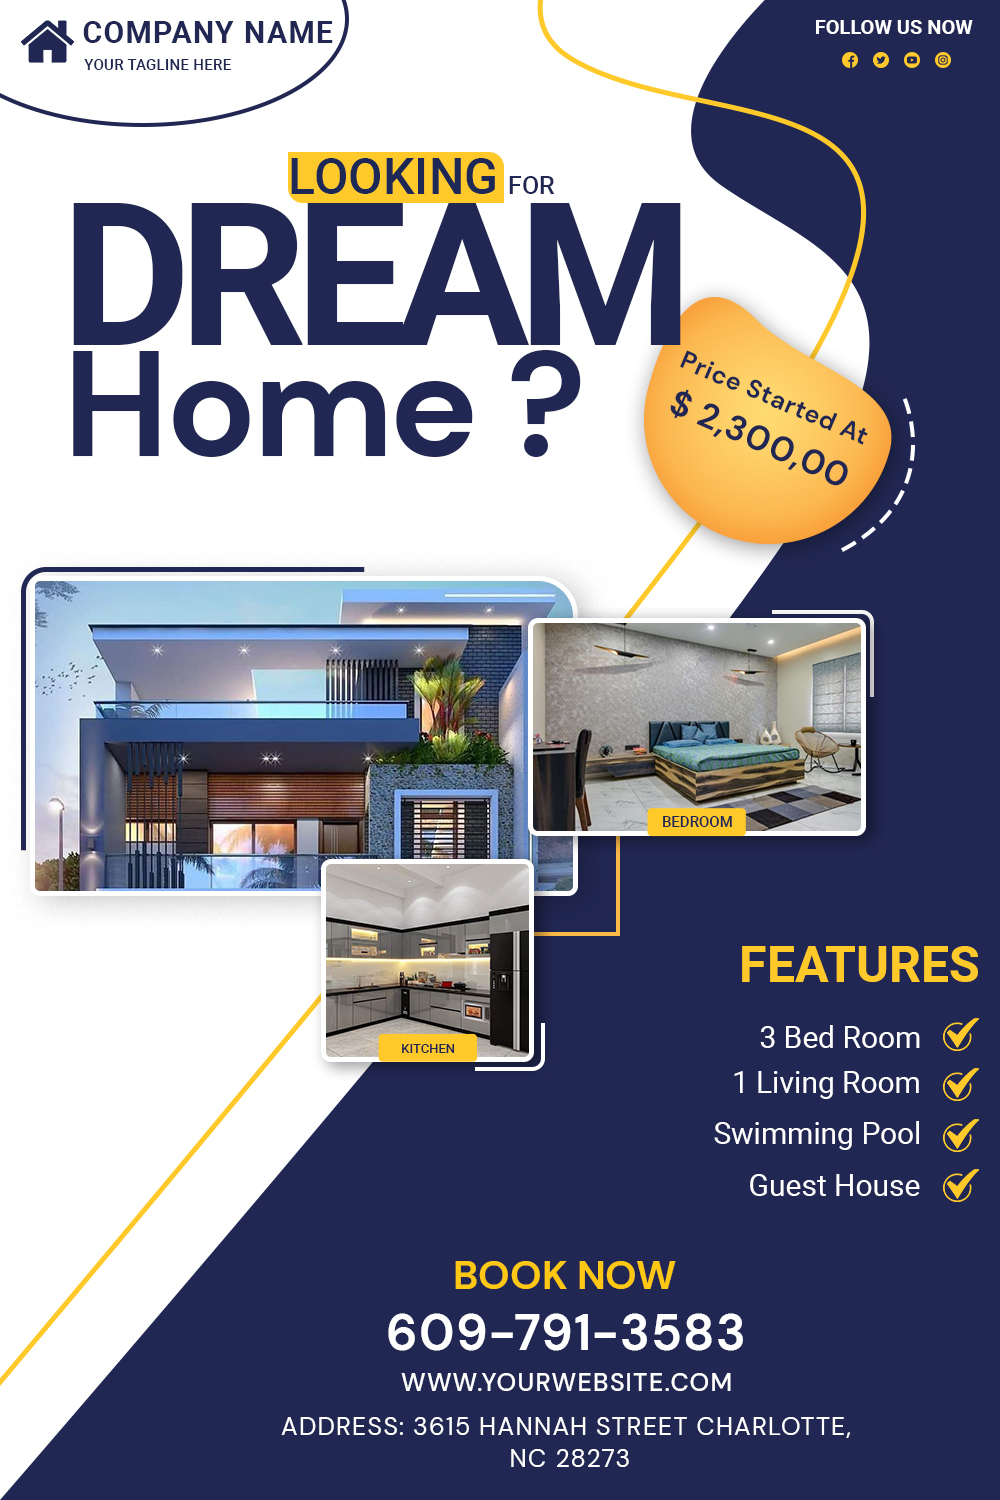 COMPANY NAME
YOUR TAGLINE HERE
FOLLOW US NOW
LOOKING FOR
DREAM
Home ?
Price Started At
$ 2,300,00
BEDROOM
KITCHEN
FEATURES
3 Bed Room
1 Living Room
Swimming Pool
Guest House
BOOK NOW
609-791-3583
WWW.YOURWEBSITE.COM
ADDRESS: 3615 HANNAH STREET CHARLOTTE,
NC 28273